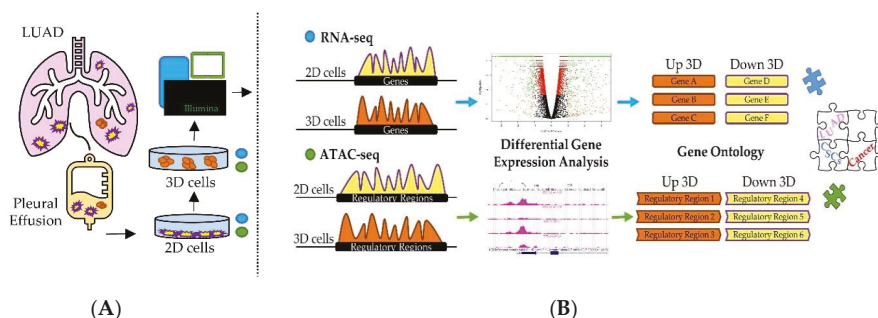 LUAD
Illumina
3D cells
Pleural
Effusion
2D cells
(A)
RNA-seq
2D cells
Genes
3D cells
Genes
ATAC-seq
2D cells
Regulatory Regions
3D cells
Regulatory Regions
Differential Gene
Expression Analysis
Up 3D Down 3D
Gene A Gene D
Gene B Gene E
Gene C Gene F
Gene Ontology
Up 3D Down 3D
Regulatory Region 1 Regulatory Region 4
Regulatory Region 2 Regulatory Region 5
Regulatory Region 3 Regulatory Region 6
LUAD
Cancer
(B)